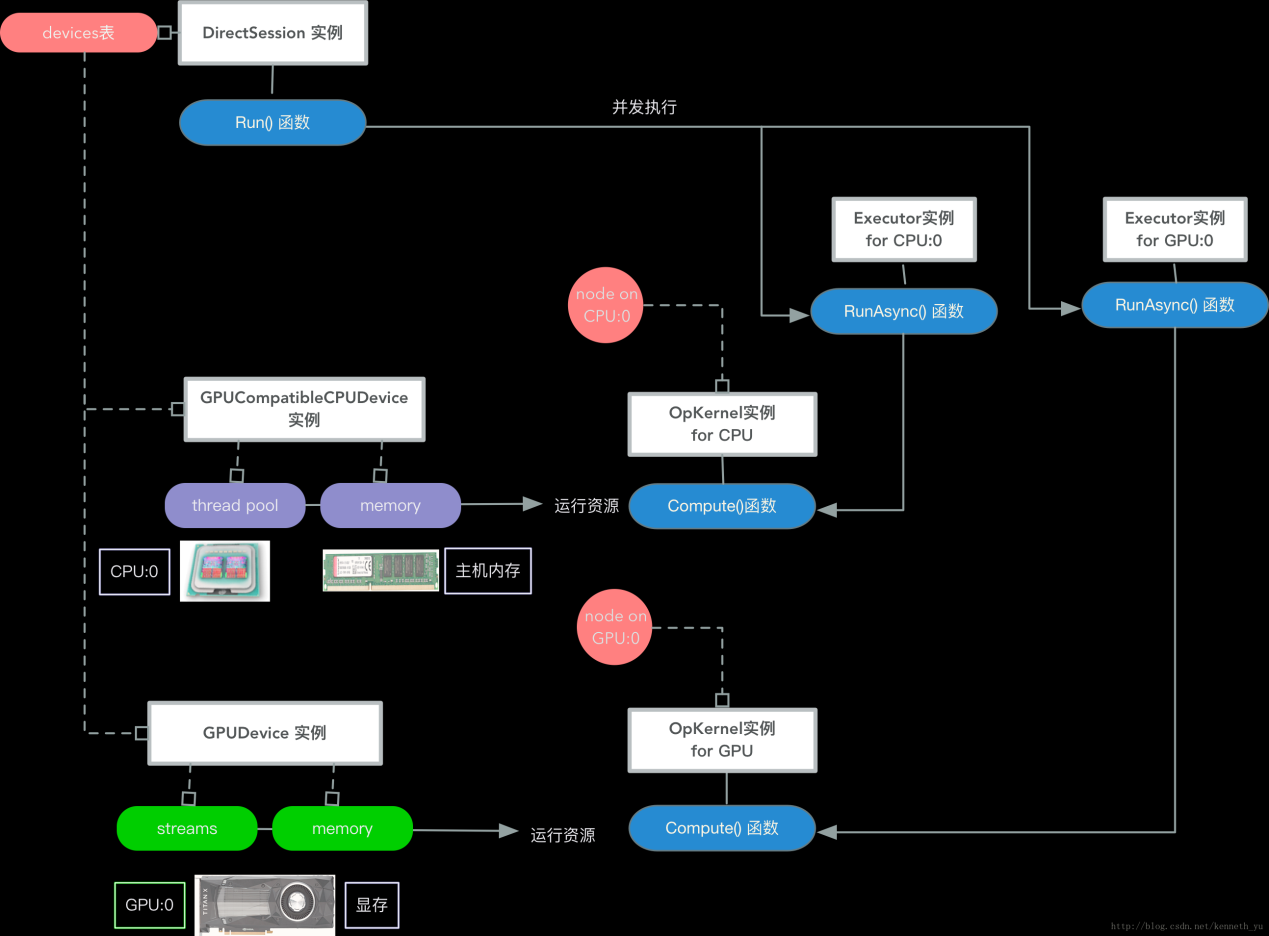 devices表
DirectSession 实例
Run() 函数
并发执行
Executor实例
for CPU:0
Executor实例
for GPU:0
RunAsync() 函数
RunAsync() 函数
node on
CPU:0
GPUCompatibleCPUDevice
实例
OpKernel实例
for CPU
thread pool
memory
运行资源
Compute()函数
CPU:0
主机内存
node on
GPU:0
GPUDevice 实例
OpKernel实例
for GPU
streams
memory
运行资源
Compute() 函数
GPU:0
TITAN X
显存
http://blog.csdn.net/kenneth_yu